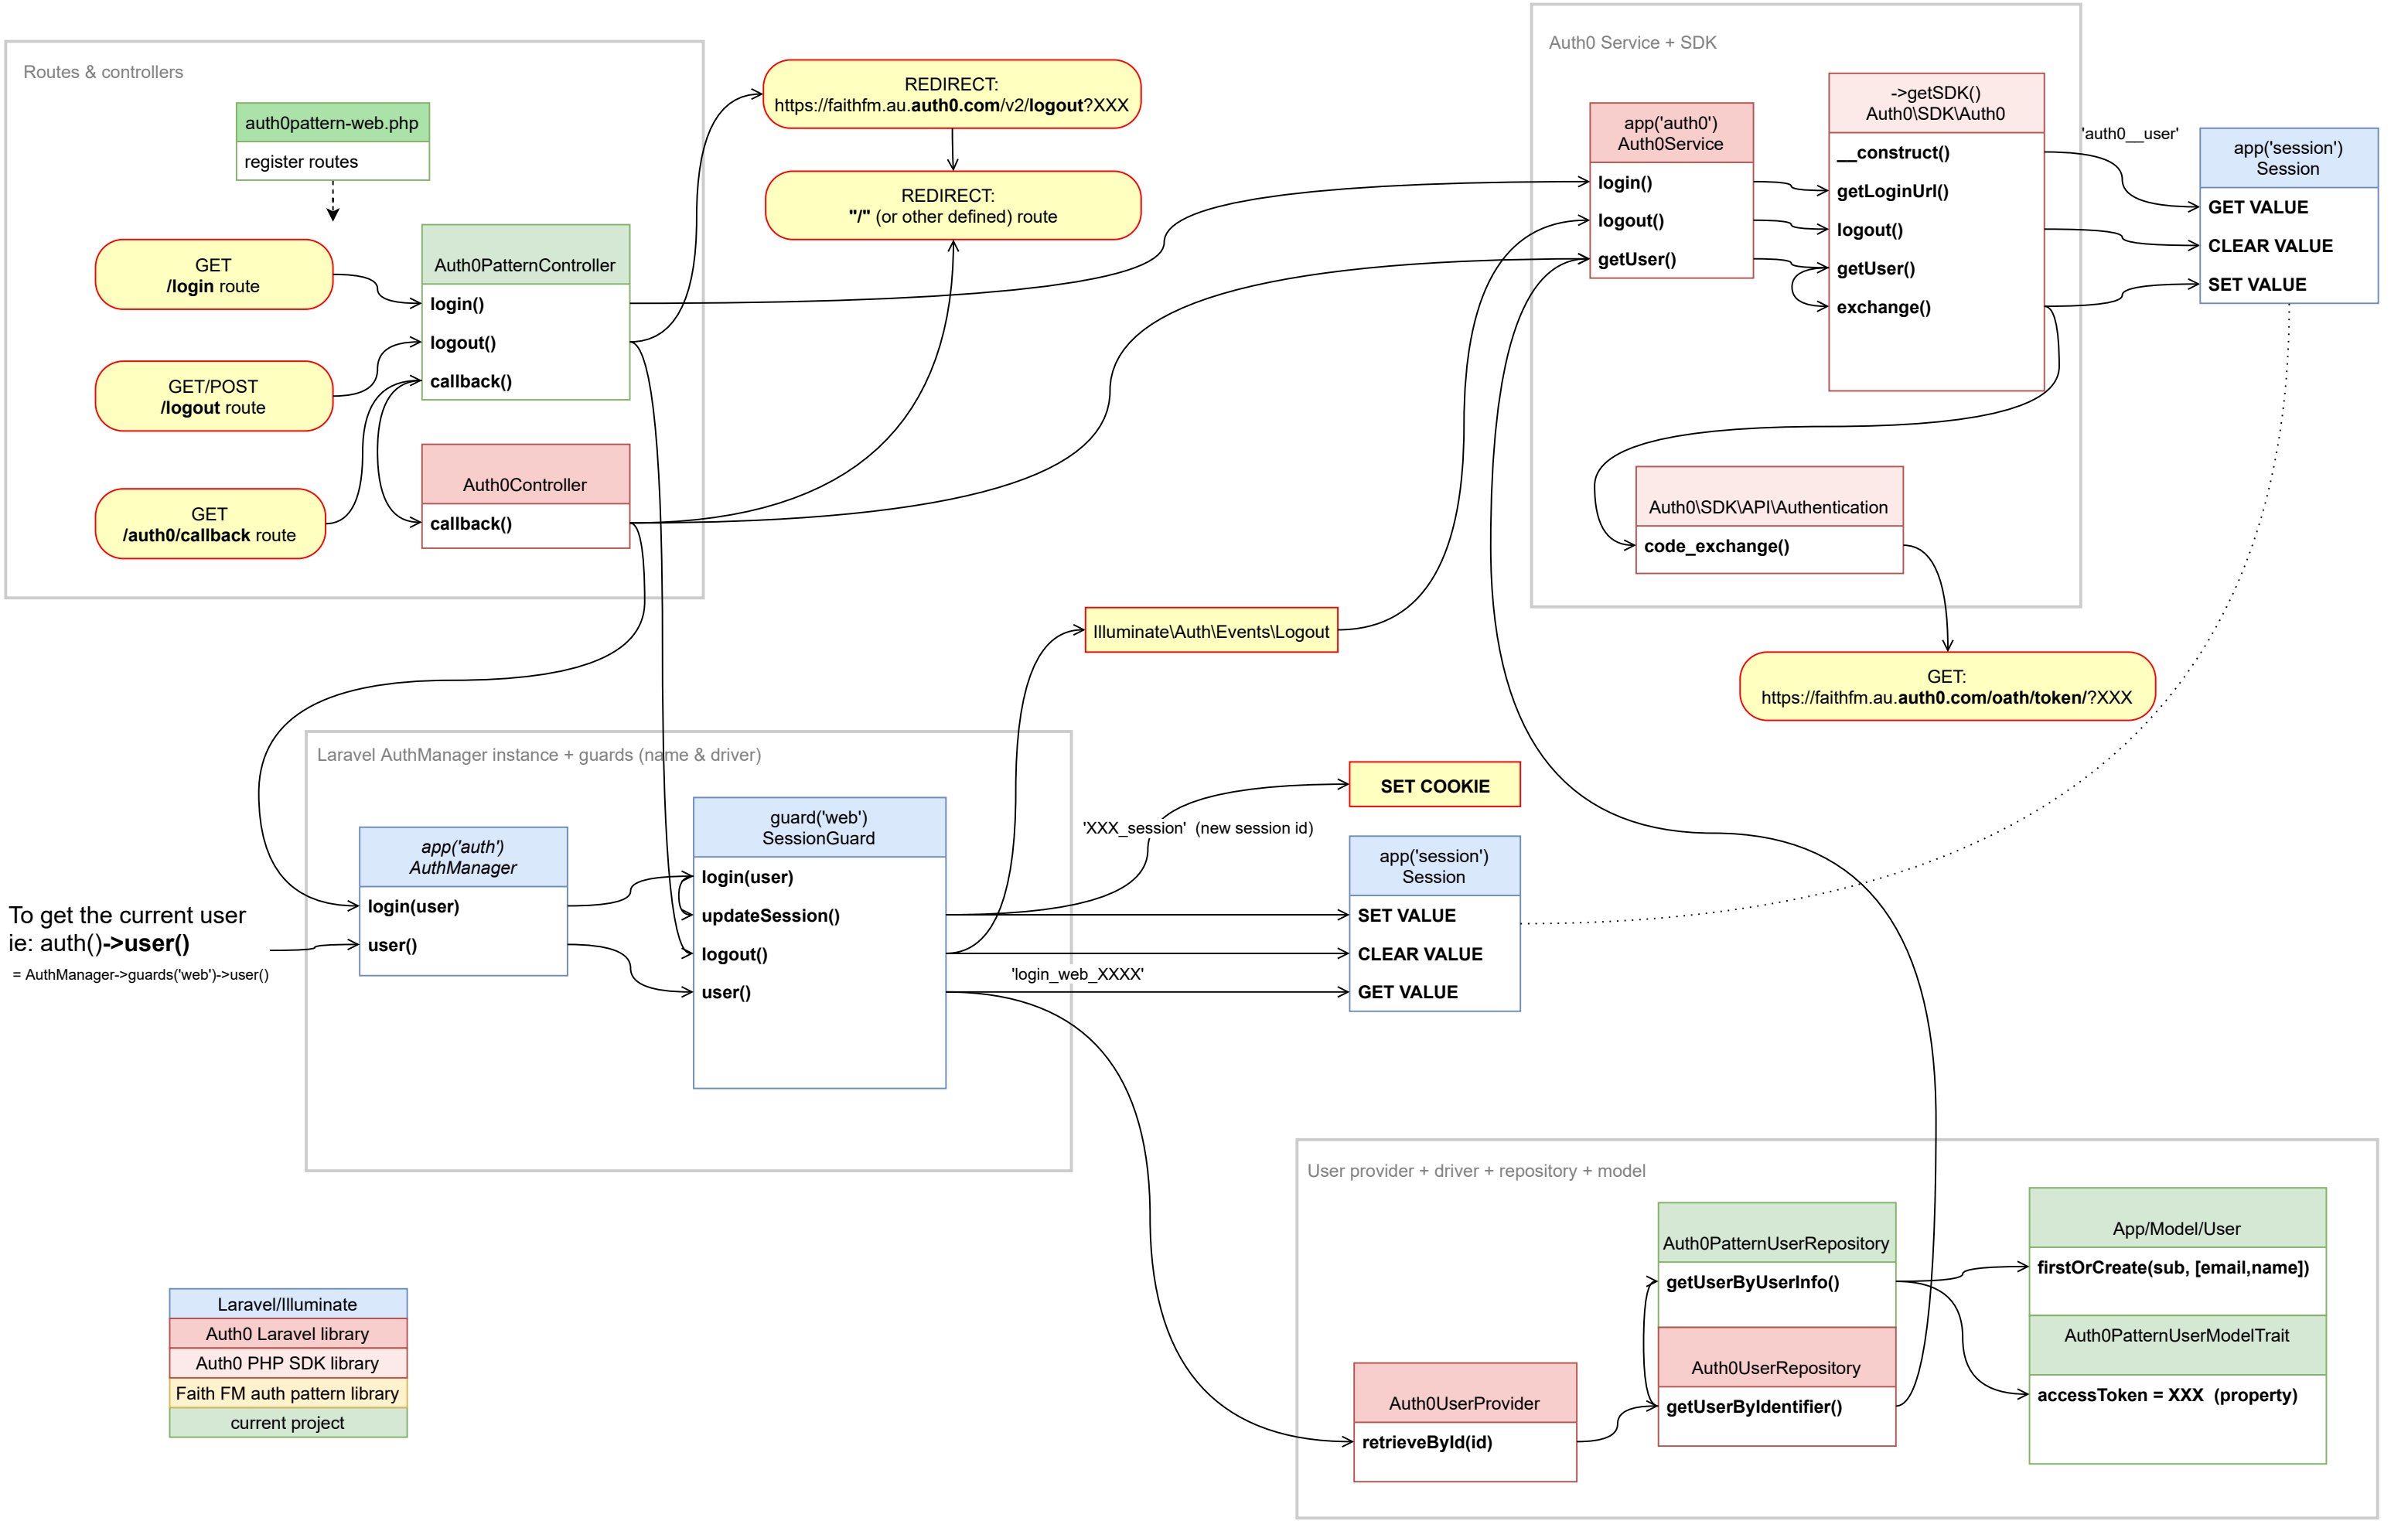 Routes & controllers
auth0pattern-web.php
register routes
GET
/login route
GET/POST
/logout route
GET
/auth0/callback route
Auth0PatternController
login()
logout()
callback()
Auth0Controller
callback()
REDIRECT:
https://faithfm.au.auth0.com/v2/logout?XXX
REDIRECT:
"/" (or other defined) route
Auth0 Service + SDK
app('auth0')
Auth0Service
login()
logout()
getUser()
->getSDK()
Auth0\SDK\Auth0
__construct()
getLoginUrl()
logout()
getUser()
exchange()
'auth0__user'
app('session')
Session
GET VALUE
CLEAR VALUE
SET VALUE
Auth0\SDK\API\Authentication
code_exchange()
Illuminate\Auth\Events\Logout
GET:
https://faithfm.au.auth0.com/oath/token/?XXX
Laravel AuthManager instance + guards (name & driver)
app('auth')
AuthManager
login(user)
user()
guard('web')
SessionGuard
login(user)
updateSession()
logout()
user()
To get the current user
ie: auth()->user()
= AuthManager->guards('web')->user()
SET COOKIE
'XXX_session'  (new session id)
app('session')
Session
SET VALUE
CLEAR VALUE
GET VALUE
'login_web_XXXX'
User provider + driver + repository + model
Auth0UserProvider
retrieveById(id)
Auth0PatternUserRepository
getUserByUserInfo()
Auth0UserRepository
getUserByIdentifier()
App/Model/User
firstOrCreate(sub, [email,name])
Auth0PatternUserModelTrait
accessToken = XXX  (property)
Laravel/Illuminate
Auth0 Laravel library
Auth0 PHP SDK library
Faith FM auth pattern library
current project